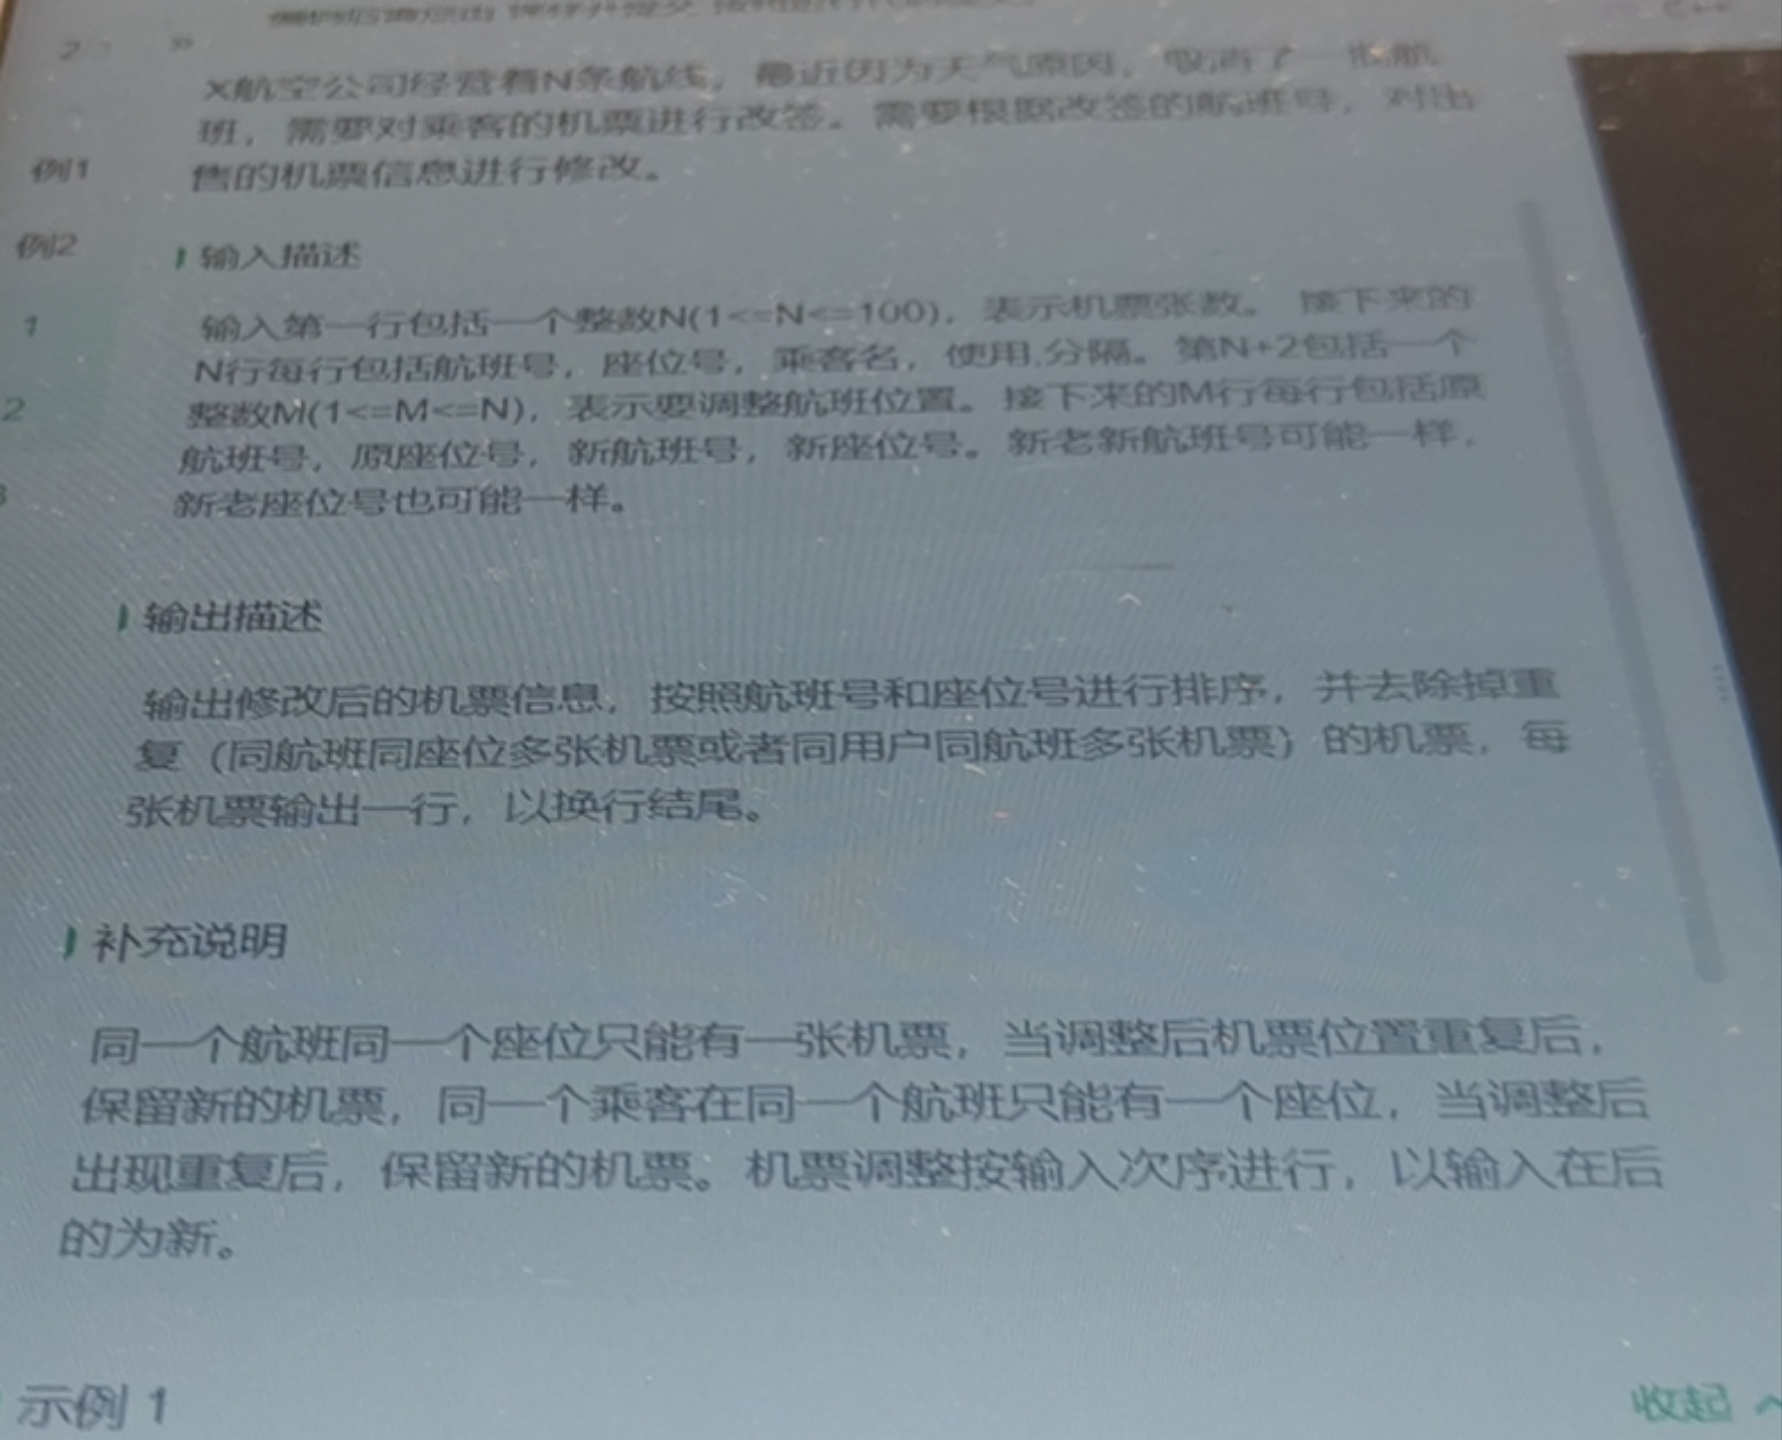 2
»
X航空公司经营着N条航线，最近因为天气原因，取消了一批航
班，需要对乘客的机票进行改签。需要根据改签的航班号，对出
例1
售的机票信息进行修改。
例2
输入描述
1
输入第一行包括一个整数N(1<=N<=100)，表示机票张数。 接下来的
N行每行包括航班号，座位号，乘客名，使用,分隔。第N+2包括一个
2
整数M(1<=M<=N)，表示要调整航班位置。接下来的M行每行包括原
航班号，原座位号，新航班号，新座位号。新老新航班号可能一样，
3
新老座位号也可能一样。
输出描述
输出修改后的机票信息，按照航班号和座位号进行排序，并去除掉重
复（同航班同座位多张机票或者同用户同航班多张机票）的机票，每
张机票输出一行，以换行结尾。
补充说明
同一个航班同一个座位只能有一张机票，当调整后机票位置重复后，
保留新的机票，同一个乘客在同一个航班只能有一个座位，当调整后
出现重复后，保留新的机票。机票调整按输入次序进行，以输入在后
的为新。
示例 1
收起